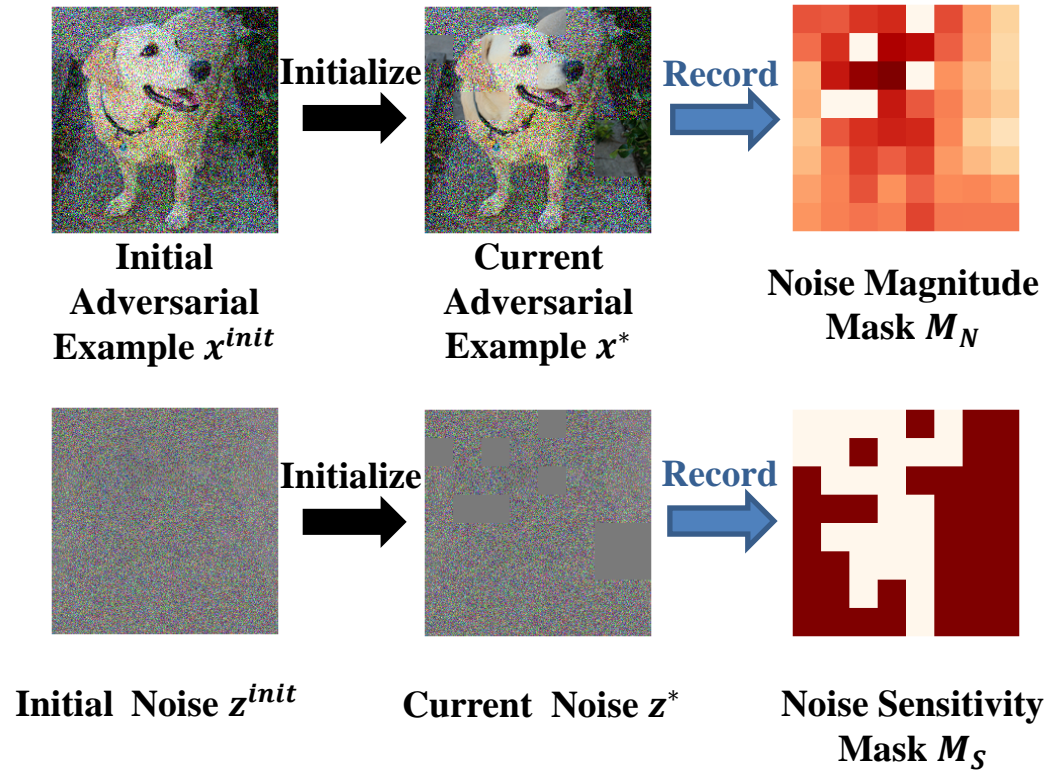 Initialize
Record
Initial
Adversarial
Example x^{init}
Current
Adversarial
Example x^*
Noise Magnitude
Mask M_N
Initialize
Record
Initial Noise z^{init}
Current Noise z^*
Noise Sensitivity
Mask M_S